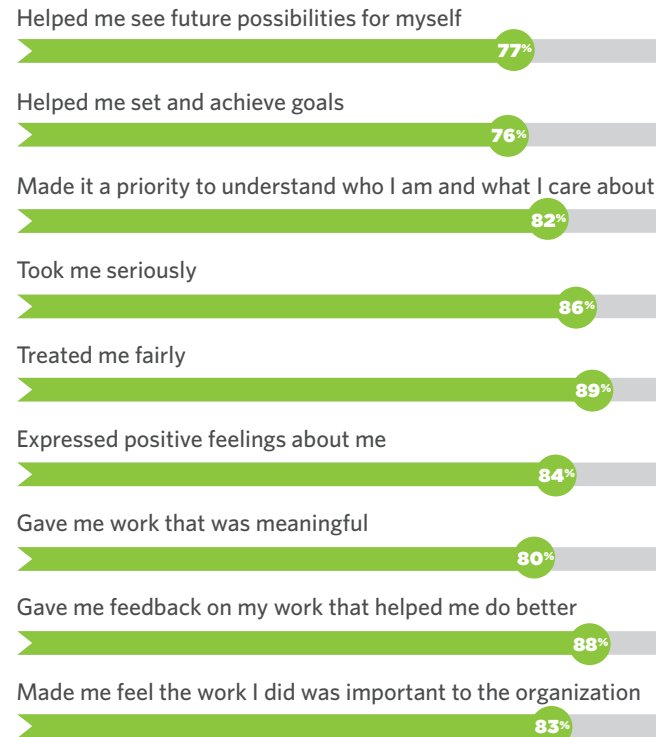 Helped me see future possibilities for myself
77%
Helped me set and achieve goals
76%
Made it a priority to understand who I am and what I care about
82%
Took me seriously
86%
Treated me fairly
89%
Expressed positive feelings about me
84%
Gave me work that was meaningful
80%
Gave me feedback on my work that helped me do better
88%
Made me feel the work I did was important to the organization
83%